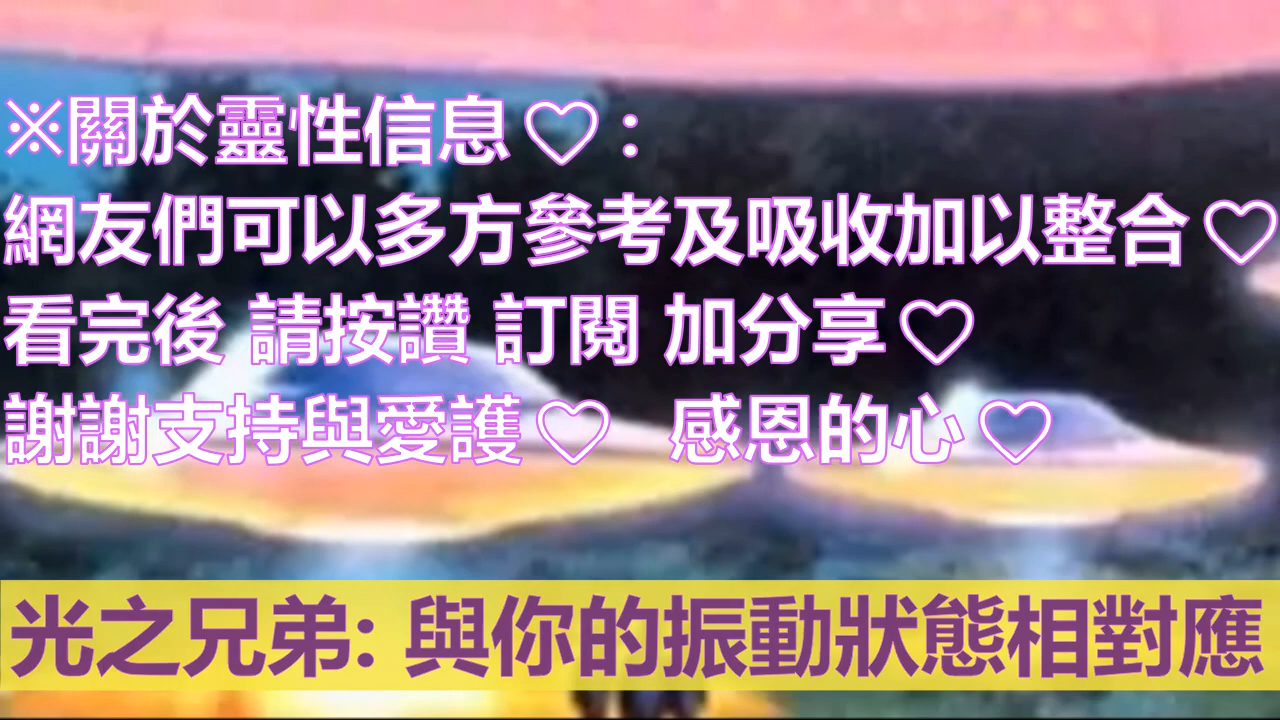 ※關於靈性信息♡:
網友們可以多方參考及吸收加以整合♡
看完後 請按讚 訂閱 加分享♡
謝謝支持與愛護♡ 感恩的心♡
光之兄弟: 與你的振動狀態相對應